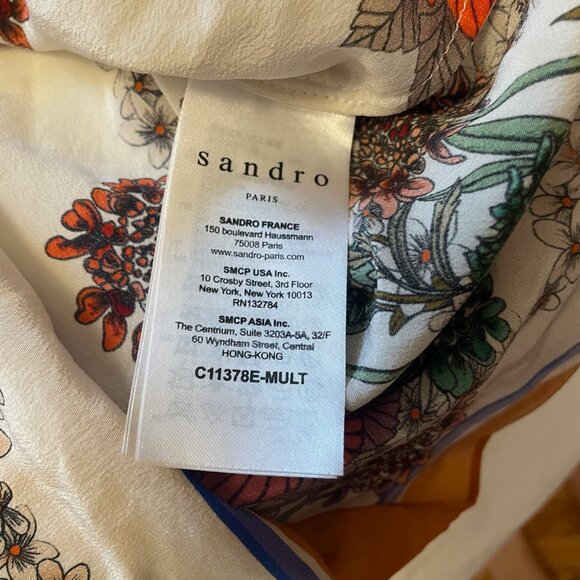 sandro
PARIS
SANDRO FRANCE
150 boulevard Haussmann
75008 Paris
www.sandro-paris.com
SMCP USA Inc.
10 Crosby Street, 3rd Floor
New York, New York 10013
RN132784
SMCP ASIA Inc.
The Centrium, Suite 3203A-5A, 32/F
60 Wyndham Street, Central
HONG-KONG
C11378E-MULT